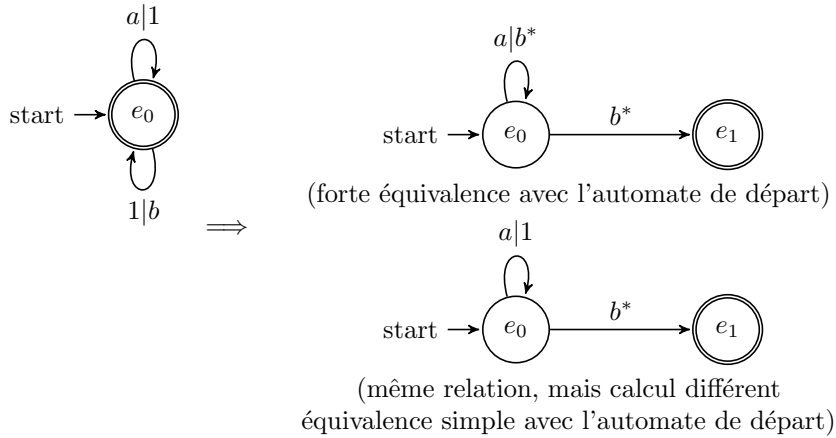 a|1
start
e₀
1|b
⟹
a|b*
start
e₀
b*
e₁
(forte équivalence avec l'automate de départ)
a|1
start
e₀
b*
e₁
(même relation, mais calcul différent
équivalence simple avec l'automate de départ)